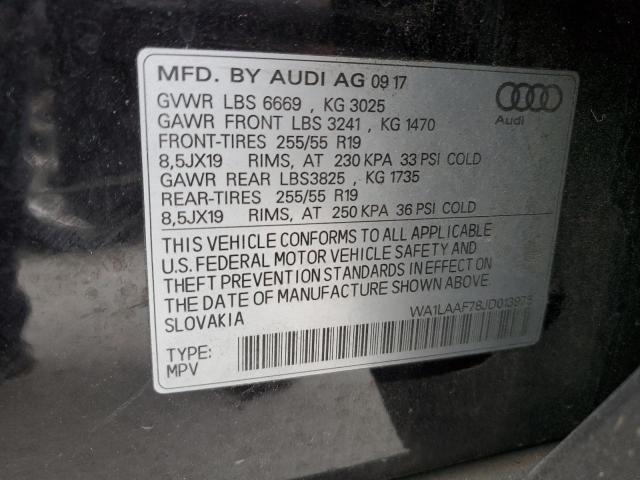 MFD. BY AUDI AG 09 17
GVWR LBS 6669 , KG 3025
GAWR FRONT LBS 3241 , KG 1470
FRONT-TIRES 255/55 R19
8,5JX19 RIMS, AT 230 KPA 33 PSI COLD
GAWR REAR LBS3825 , KG 1735
REAR-TIRES 255/55 R19
8,5JX19 RIMS, AT 250 KPA 36 PSI COLD
Audi
THIS VEHICLE CONFORMS TO ALL APPLICABLE
U.S. FEDERAL MOTOR VEHICLE SAFETY AND
THEFT PREVENTION STANDARDS IN EFFECT ON
THE DATE OF MANUFACTURE SHOWN ABOVE.
SLOVAKIA
WA1LAAF78JD013975
TYPE:
MPV